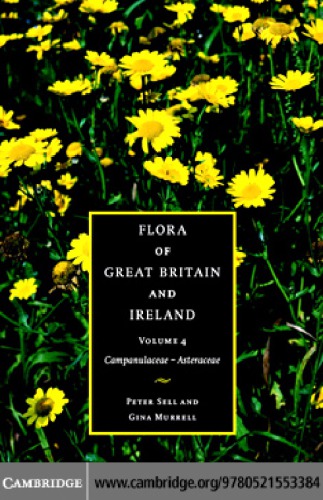 FLORA
OF
GREAT BRITAIN
AND
IRELAND
VOLUME 4
Campanulaceae – Asteraceae
PETER SELL AND
GINA MURRELL
CAMBRIDGE
www.cambridge.org/9780521553384